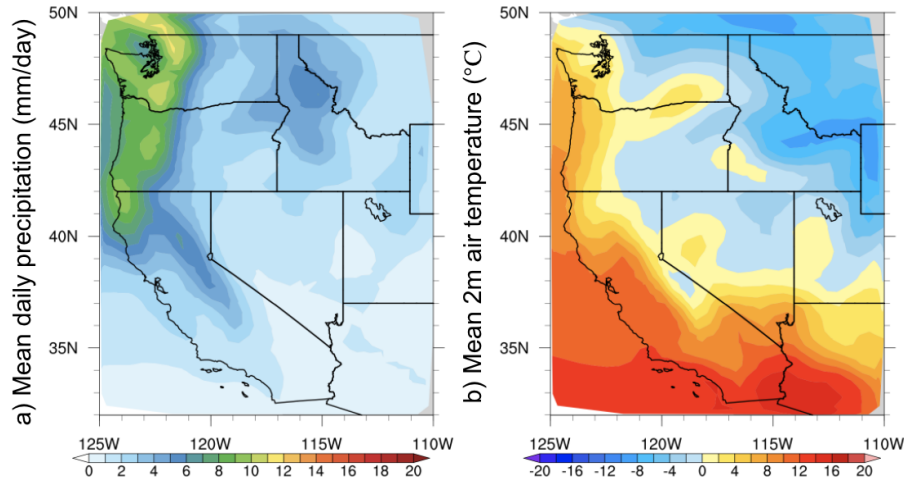 a) Mean daily precipitation (mm/day)
50N
45N
40N
35N
125W 120W 115W 110W
0 2 4 6 8 10 12 14 16 18 20
b) Mean 2m air temperature (°C)
50N
45N
40N
35N
125W 120W 115W 110W
-20 -16 -12 -8 -4 0 4 8 12 16 20